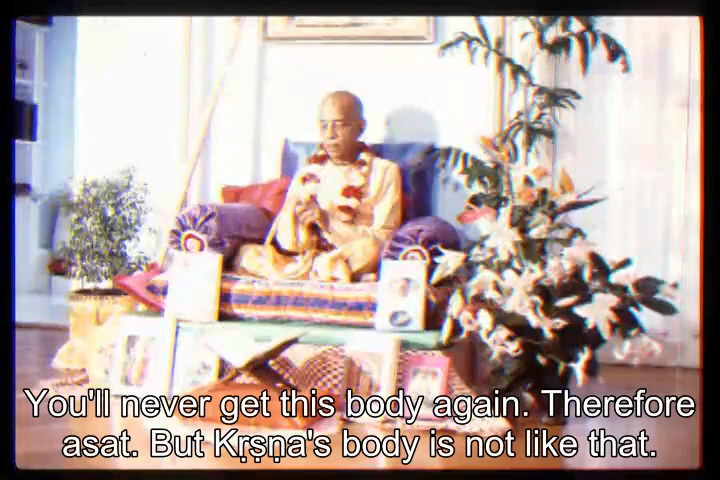 You'll never get this body again. Therefore
asat. But Kṛṣṇa's body is not like that.